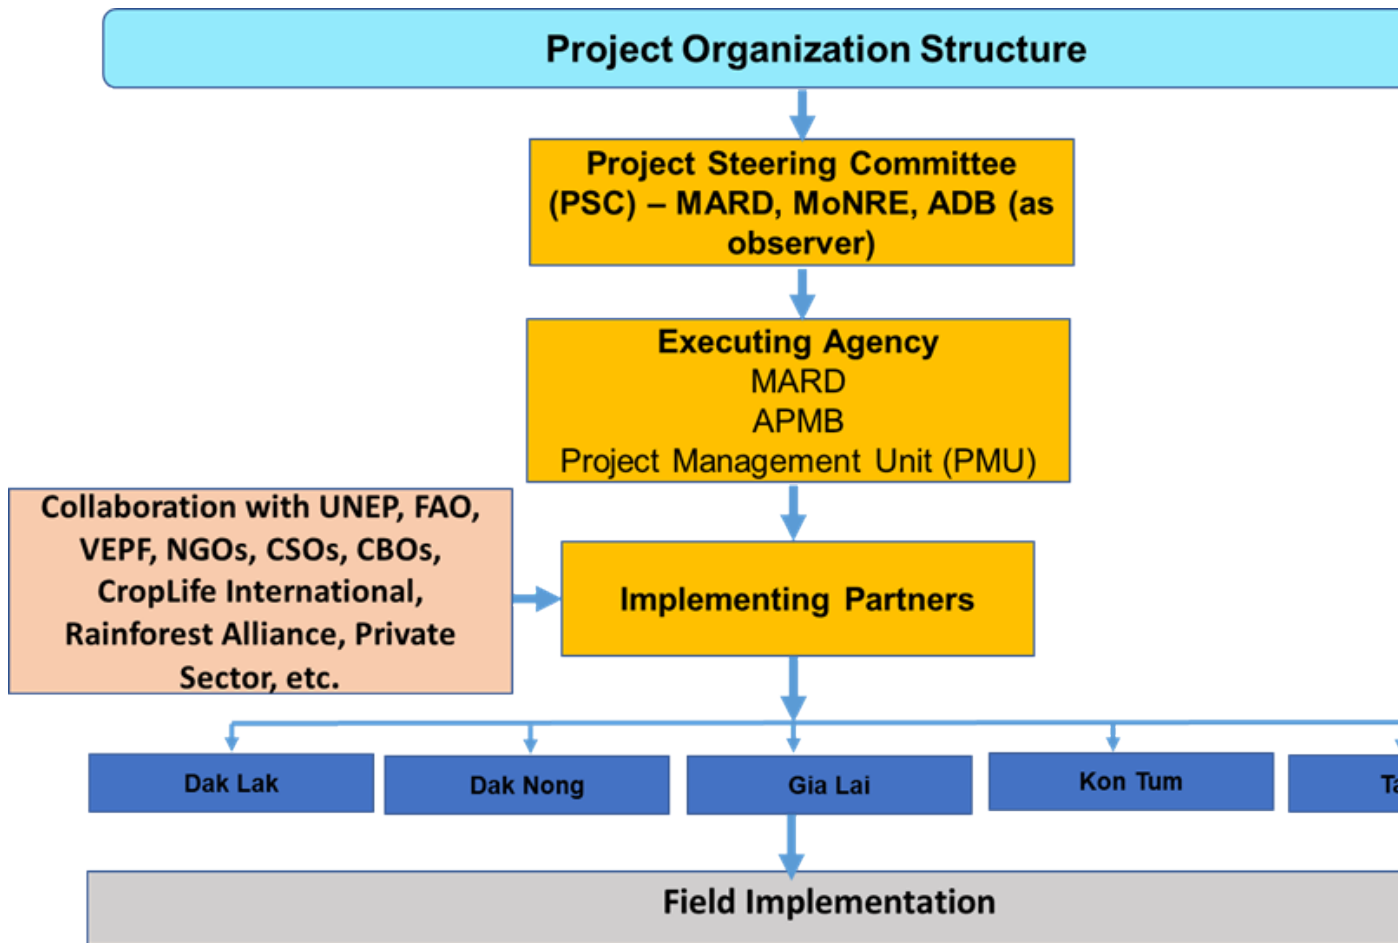 Project Organization Structure
Project Steering Committee
(PSC) – MARD, MoNRE, ADB (as
observer)
Executing Agency
MARD
APMB
Project Management Unit (PMU)
Collaboration with UNEP, FAO,
VEPF, NGOs, CSOs, CBOs,
CropLife International,
Rainforest Alliance, Private
Sector, etc.
Implementing Partners
Dak Lak
Dak Nong
Gia Lai
Kon Tum
Field Implementation